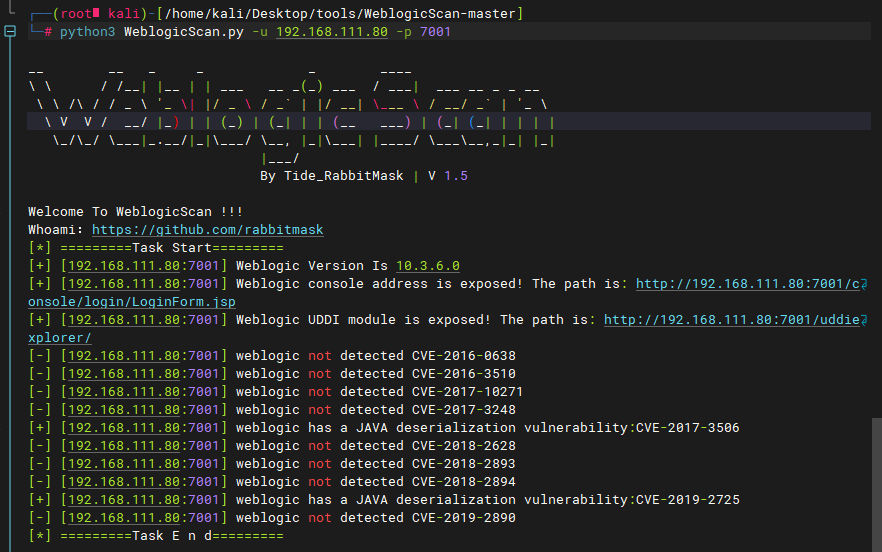 ┌──(root💀kali)-[/home/kali/Desktop/tools/WeblogicScan-master]
└─# python3 WeblogicScan.py -u 192.168.111.80 -p 7001
__        __   _     _             _        ____
\ \      / /__| |__ | | ___   __ _(_) ___  / ___|  ___ __ _ _ __
 \ \ /\ / / _ \ '_ \| |/ _ \ / _` | |/ __| \___ \ / __/ _` | '_ \
  \ V  V /  __/ |_) | | (_) | (_| | | (__   ___) | (_| (_| | | | |
   \_/\_/ \___|_.__/|_|\___/ \__, |_|\___| |____/ \___\__,_|_| |_|
                             |___/
By Tide_RabbitMask | V 1.5
Welcome To WeblogicScan !!!
Whoami: https://github.com/rabbitmask
[*] =========Task Start=========
[+] [192.168.111.80:7001] Weblogic Version Is 10.3.6.0
[+] [192.168.111.80:7001] Weblogic console address is exposed! The path is: http://192.168.111.80:7001/c
onsole/login/LoginForm.jsp
[+] [192.168.111.80:7001] Weblogic UDDI module is exposed! The path is: http://192.168.111.80:7001/uddie
xplorer/
[-] [192.168.111.80:7001] weblogic not detected CVE-2016-0638
[-] [192.168.111.80:7001] weblogic not detected CVE-2016-3510
[-] [192.168.111.80:7001] weblogic not detected CVE-2017-10271
[-] [192.168.111.80:7001] weblogic not detected CVE-2017-3248
[+] [192.168.111.80:7001] weblogic has a JAVA deserialization vulnerability:CVE-2017-3506
[-] [192.168.111.80:7001] weblogic not detected CVE-2018-2628
[-] [192.168.111.80:7001] weblogic not detected CVE-2018-2893
[-] [192.168.111.80:7001] weblogic not detected CVE-2018-2894
[+] [192.168.111.80:7001] weblogic has a JAVA deserialization vulnerability:CVE-2019-2725
[-] [192.168.111.80:7001] weblogic not detected CVE-2019-2890
[*] =========Task E n d=========